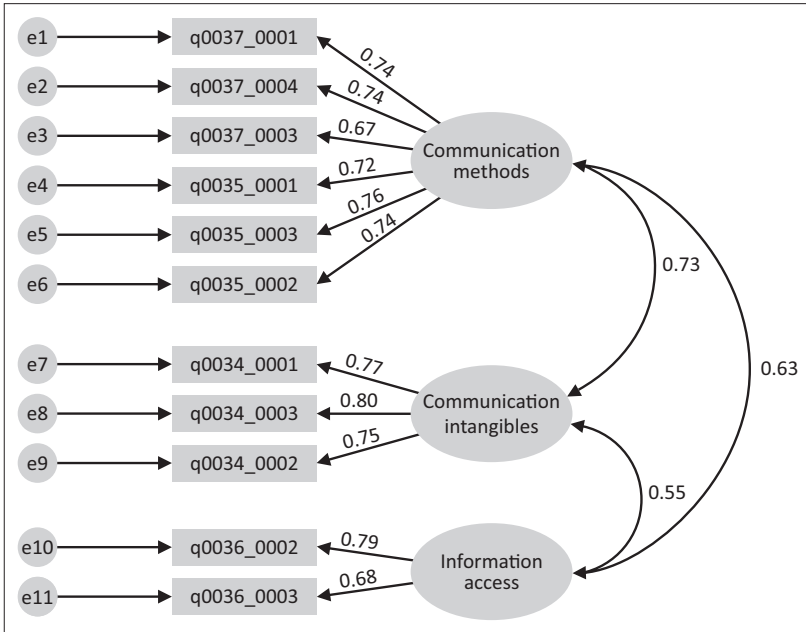 e1
q0037_0001
0.74
e2
q0037_0004
0.74
e3
q0037_0003
0.67
Communication
methods
e4
q0035_0001
0.72
e5
q0035_0003
0.76
e6
q0035_0002
0.74
0.73
0.63
e7
q0034_0001
0.77
e8
q0034_0003
0.80
Communication
intangibles
e9
q0034_0002
0.75
0.55
e10
q0036_0002
0.79
Information
access
e11
q0036_0003
0.68